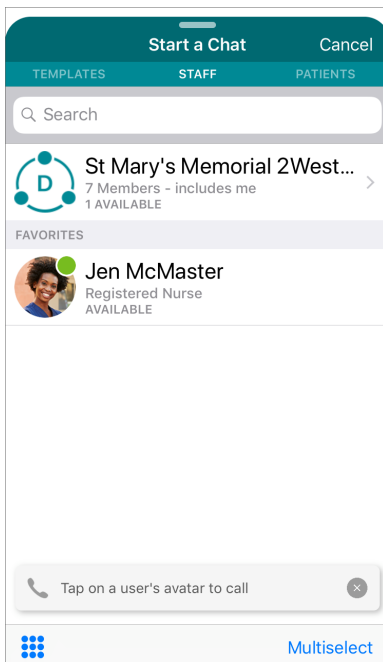 Start a Chat
Cancel
TEMPLATES
STAFF
PATIENTS
Search
D
St Mary's Memorial 2West...
7 Members - includes me
1 AVAILABLE
FAVORITES
Jen McMaster
Registered Nurse
AVAILABLE
Tap on a user's avatar to call
Multiselect